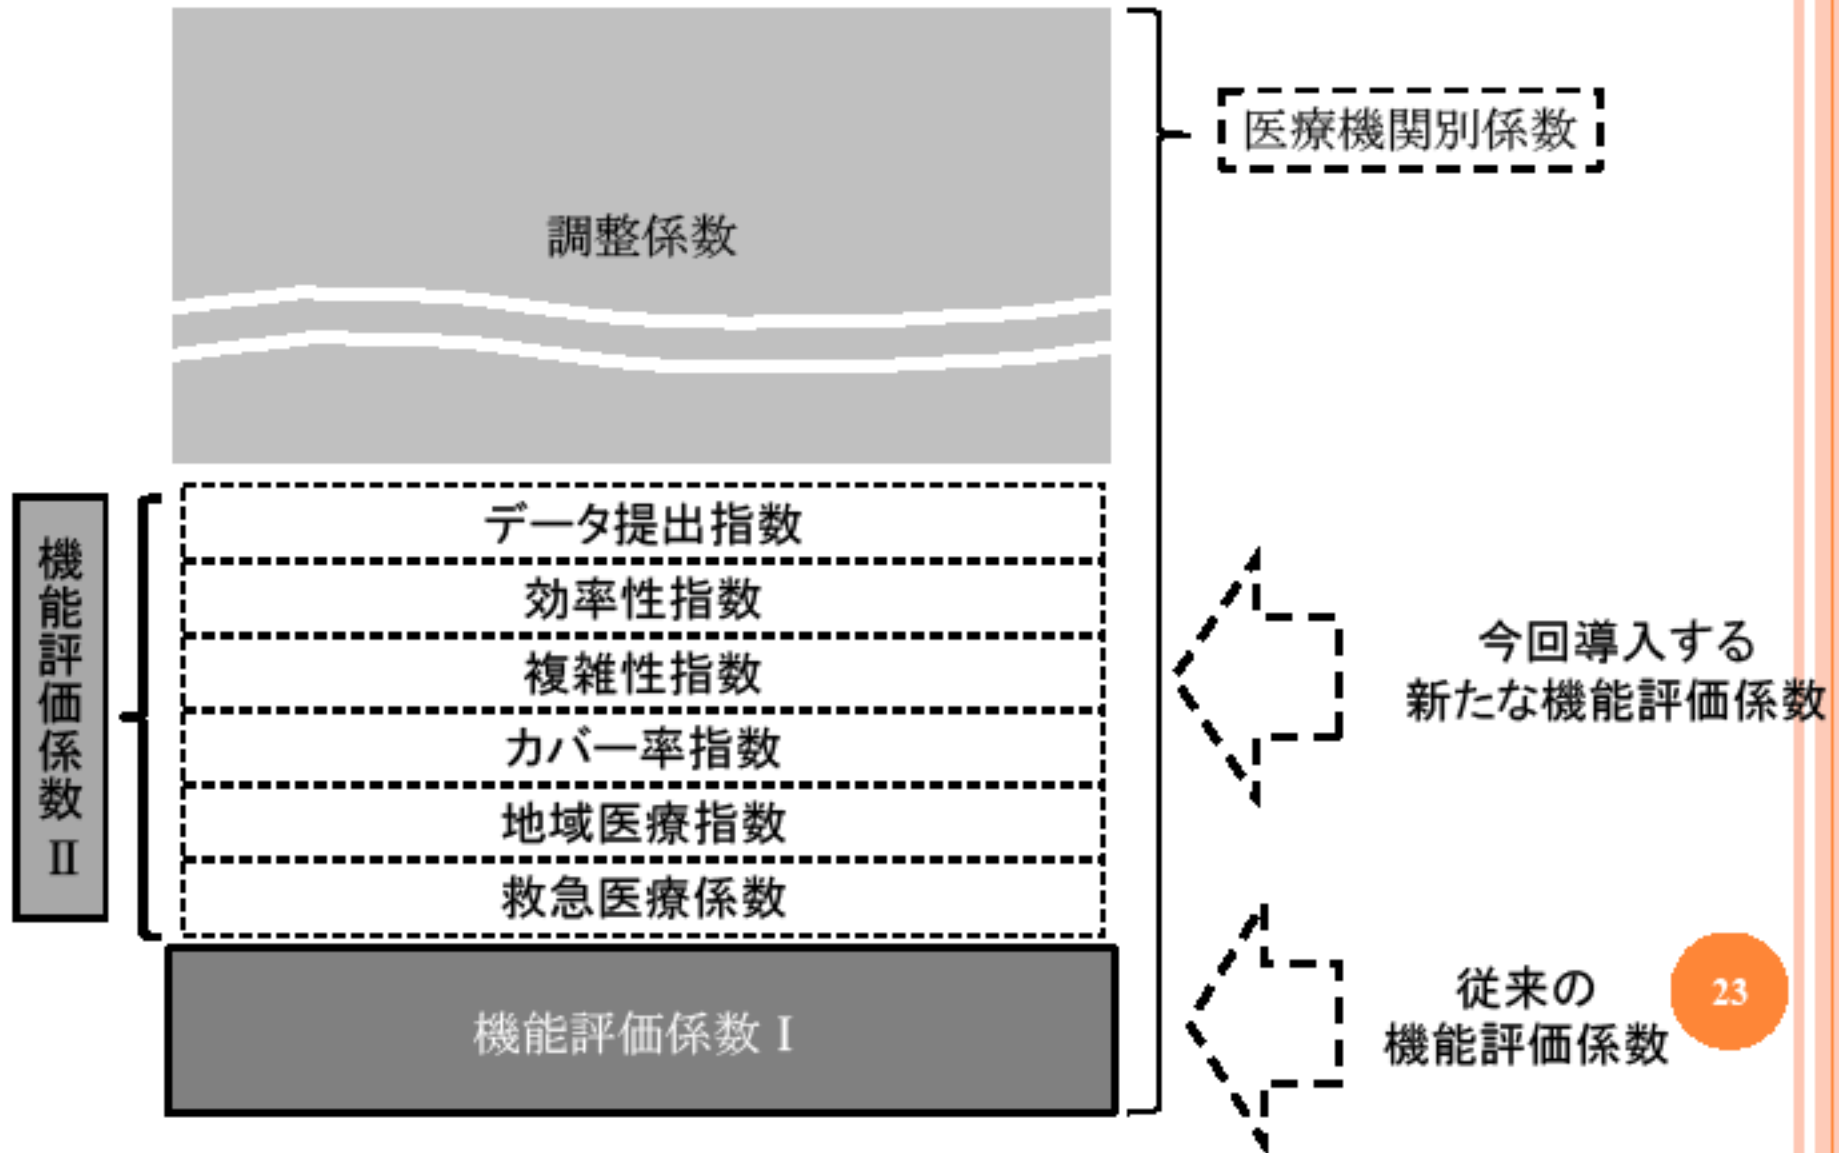 医療機関別係数
調整係数
機能評価係数Ⅱ
データ提出指数
効率性指数
複雑性指数
カバー率指数
地域医療指数
救急医療係数
今回導入する
新たな機能評価係数
機能評価係数Ⅰ
従来の
機能評価係数
23